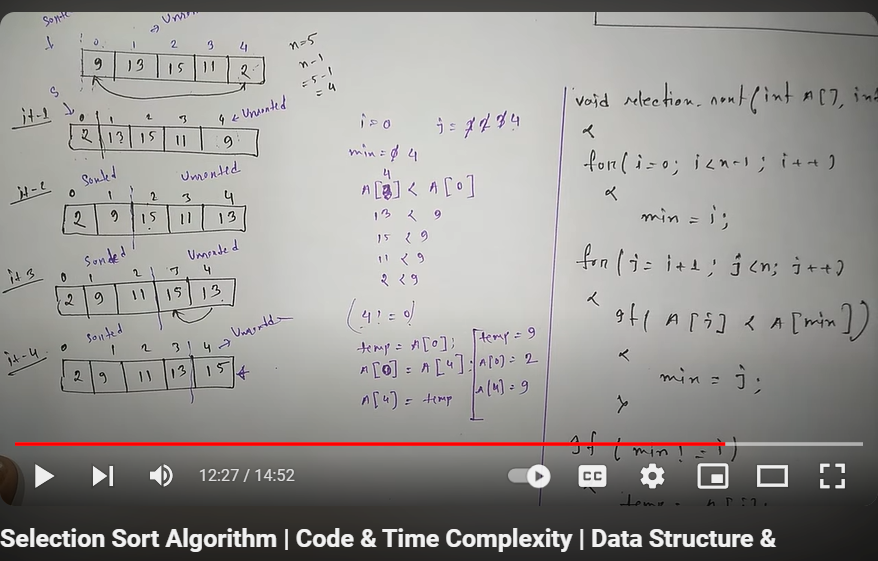 Sorted
→ Unsorted
0 1 2 3 4
9 13 15 11 2
n=5
n-1
=5-1
=4
S
← Unsorted
it-1
0 1 2 3 4
2 13 15 11 9
Sorted Unsorted
it-2
0 1 2 3 4
2 9 15 11 13
Sorted Unsorted
it 3
0 1 2 3 4
2 9 11 15 13
Sorted → Unsorted
it-4
0 1 2 3 4
2 9 11 13 15
i=0 j= 1 2 3 4
min=0 4
4
A[3] < A[0]
13 < 9
15 < 9
11 < 9
2 < 9
(4!=0)
temp = A[0];
A[0] = A[4];
A[4] = temp
temp = 9
A[0] = 2
A[4] = 9
void selection_sort(int A[], int
{
for(i=0; i<n-1; i++)
{
min = i;
for(j=i+1; j<n; j++)
{
if(A[j] < A[min])
{
min = j;
}
if(min!=i)
{
temp = A[i];
12:27 / 14:52
CC
Selection Sort Algorithm | Code & Time Complexity | Data Structure &